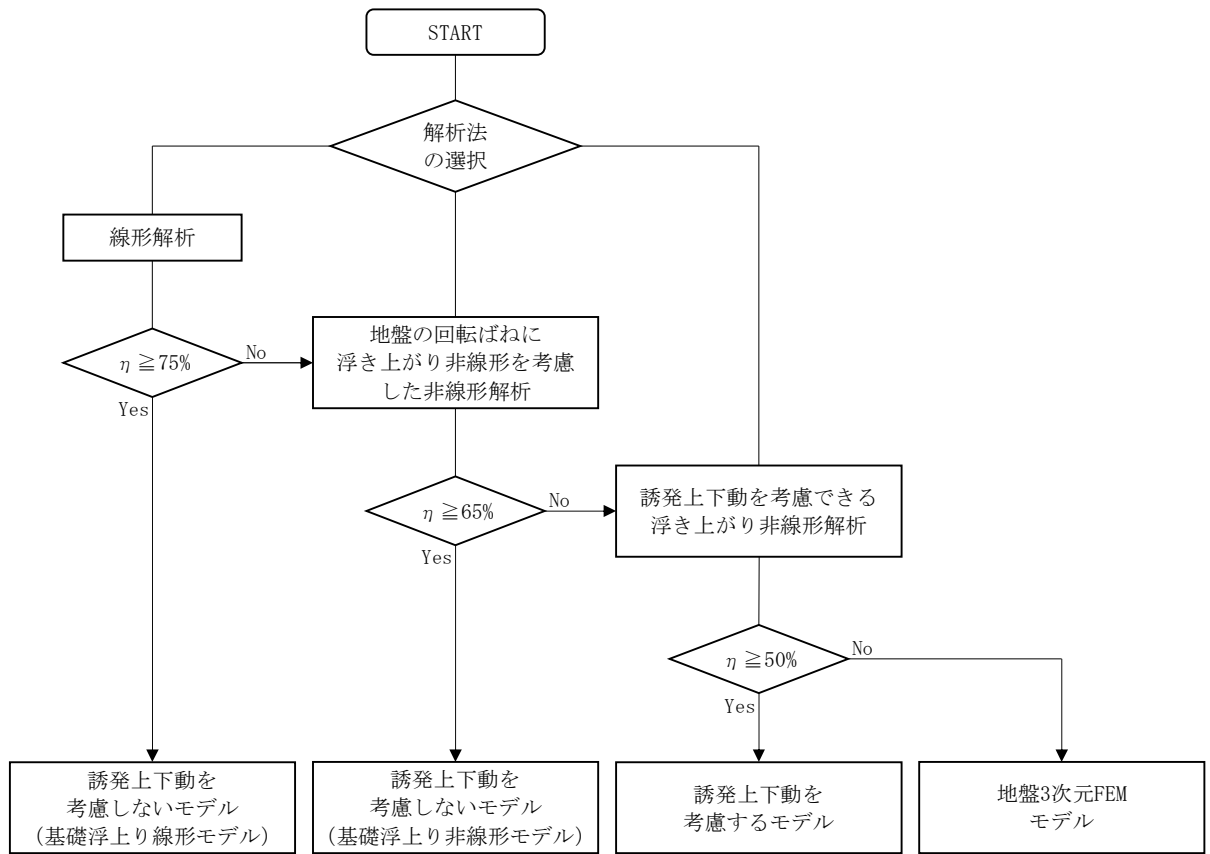 START
解析法
の選択
線形解析
η ≧75%
No
Yes
地盤の回転ばねに
浮き上がり非線形を考慮
した非線形解析
η ≧65%
No
Yes
誘発上下動を考慮できる
浮き上がり非線形解析
η ≧50%
No
Yes
誘発上下動を
考慮しないモデル
(基礎浮上り線形モデル)
誘発上下動を
考慮しないモデル
(基礎浮上り非線形モデル)
誘発上下動を
考慮するモデル
地盤3次元FEM
モデル